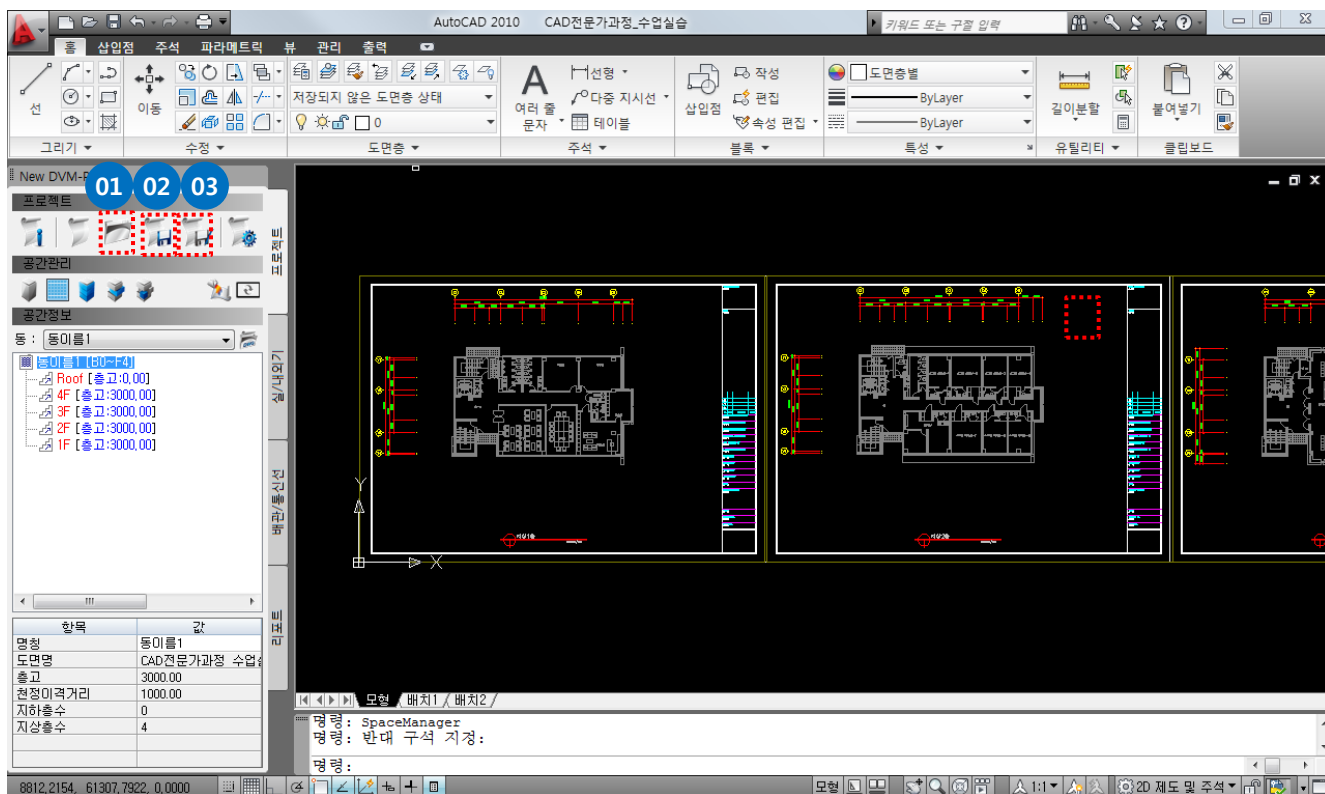 AutoCAD 2010 CAD전문가과정_수업실습
키워드 또는 구절 입력
홈 삽입점 주석 파라메트릭 뷰 관리 출력
선
이동
저장되지 않은 도면층 상태
0
A
여러 줄
문자
선형
다중 지시선
테이블
삽입점
작성
편집
속성 편집
도면층별
ByLayer
ByLayer
길이분할
붙여넣기
그리기 수정 도면층 주석 블록 특성 유틸리티 클립보드
New DVM-P
01 02 03
프로젝트
공간관리
공간정보
동 : 동이름1
동이름1 [B0~F4]
Roof [층고:0,00]
4F [층고:3000,00]
3F [층고:3000,00]
2F [층고:3000,00]
1F [층고:3000,00]
프로젝트
실/내외기
배관/통신선
리포트
항목 값
명칭 동이름1
도면명 CAD전문가과정 수업실
층고 3000.00
천정이격거리 1000.00
지하층수 0
지상층수 4
Y
X
모형 배치1 배치2
명령: SpaceManager
명령: 반대 구석 지정:
명령:
8812,2154, 61307,7922, 0,0000
모형
1:1
2D 제도 및 주석